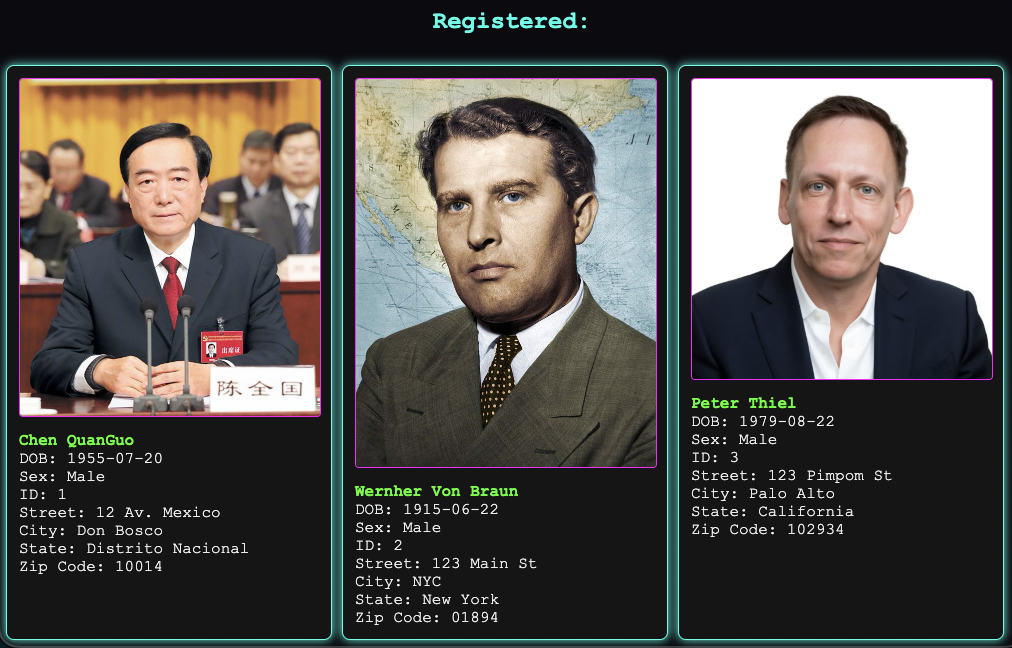 Registered:
陈全国
出席证
Chen QuanGuo
DOB: 1955-07-20
Sex: Male
ID: 1
Street: 12 Av. Mexico
City: Don Bosco
State: Distrito Nacional
Zip Code: 10014
Wernher Von Braun
DOB: 1915-06-22
Sex: Male
ID: 2
Street: 123 Main St
City: NYC
State: New York
Zip Code: 01894
Peter Thiel
DOB: 1979-08-22
Sex: Male
ID: 3
Street: 123 Pimpom St
City: Palo Alto
State: California
Zip Code: 102934